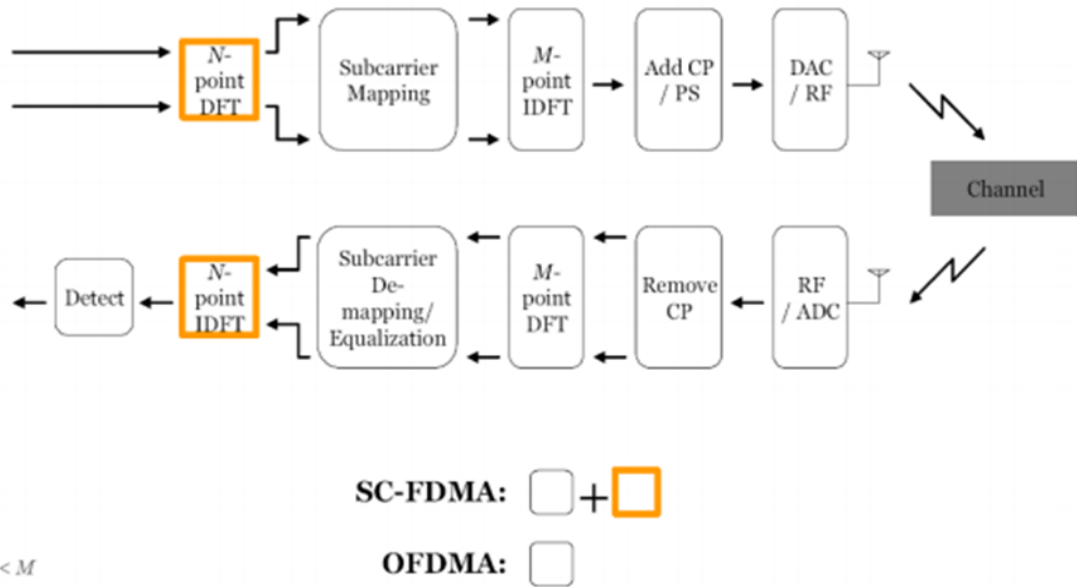 N-
point
DFT
Subcarrier
Mapping
M-
point
IDFT
Add CP
/ PS
DAC
/ RF
Channel
Detect
N-
point
IDFT
Subcarrier
De-
mapping/
Equalization
M-
point
DFT
Remove
CP
RF
/ ADC
SC-FDMA: +
OFDMA:
< M